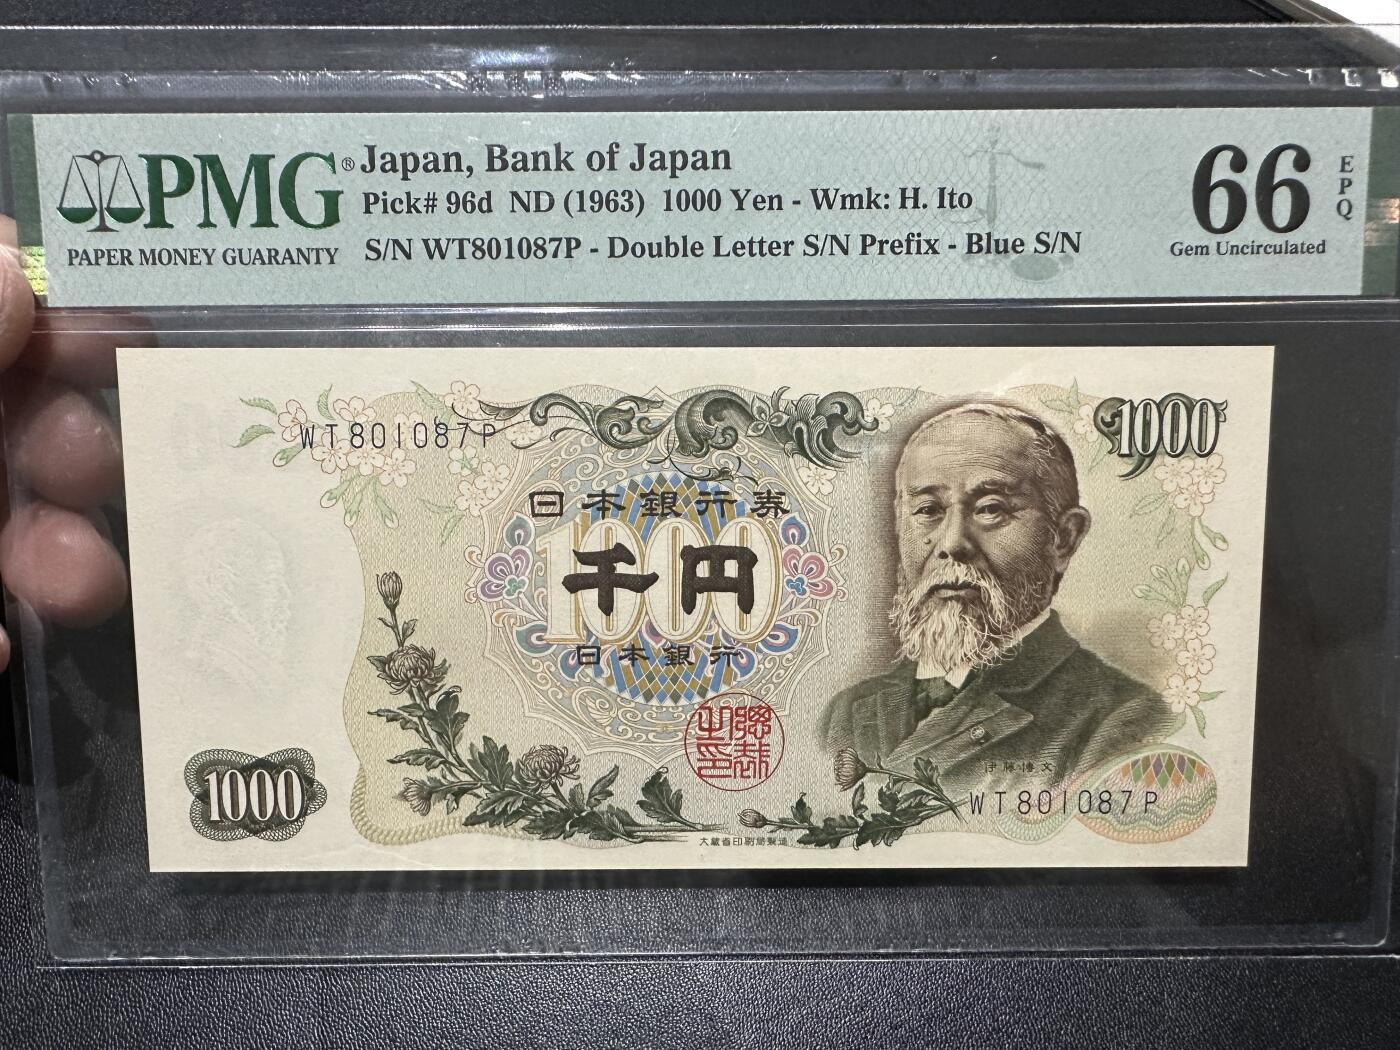 PMG®
PAPER MONEY GUARANTY
Japan, Bank of Japan
Pick# 96d ND (1963) 1000 Yen - Wmk: H. Ito
S/N WT801087P - Double Letter S/N Prefix - Blue S/N
66
EPQ
Gem Uncirculated
WT801087P
1000
日本銀行券
1000
千円
日本銀行
伊藤博文
1000
WT801087P
大蔵省印刷局製造